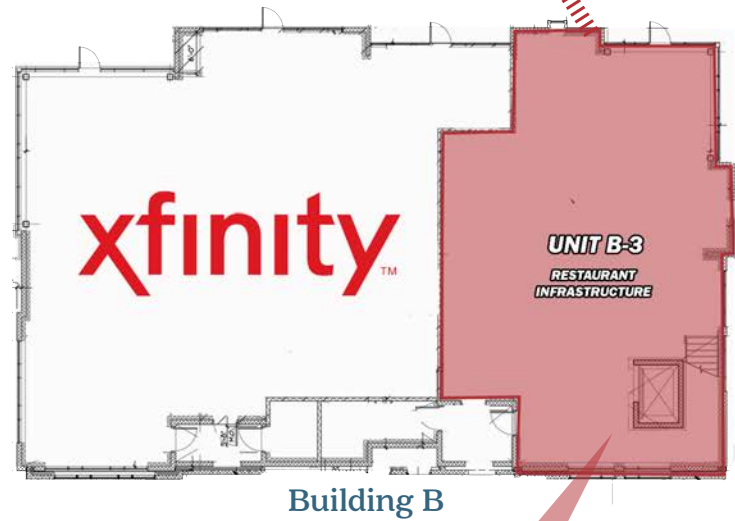 xfinity
TM
UNIT B-3
RESTAURANT
INFRASTRUCTURE
Building B